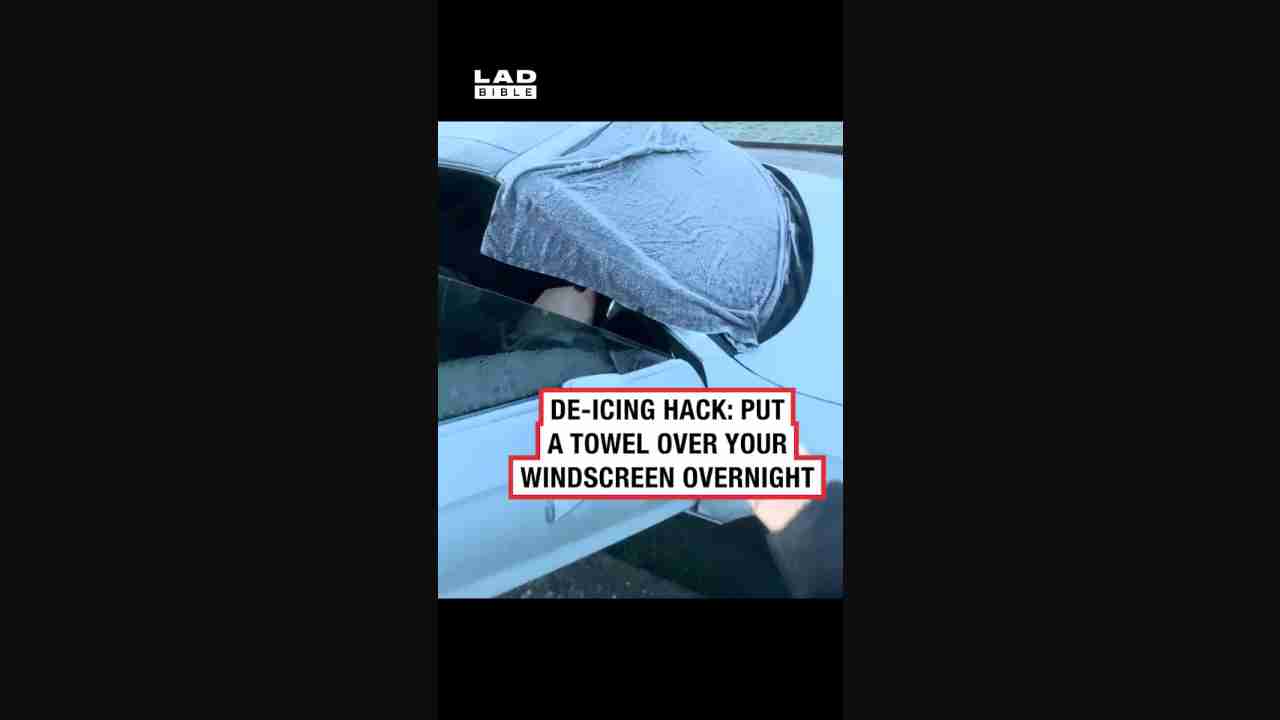 LAD
BIBLE
DE-ICING HACK: PUT
A TOWEL OVER YOUR
WINDSCREEN OVERNIGHT